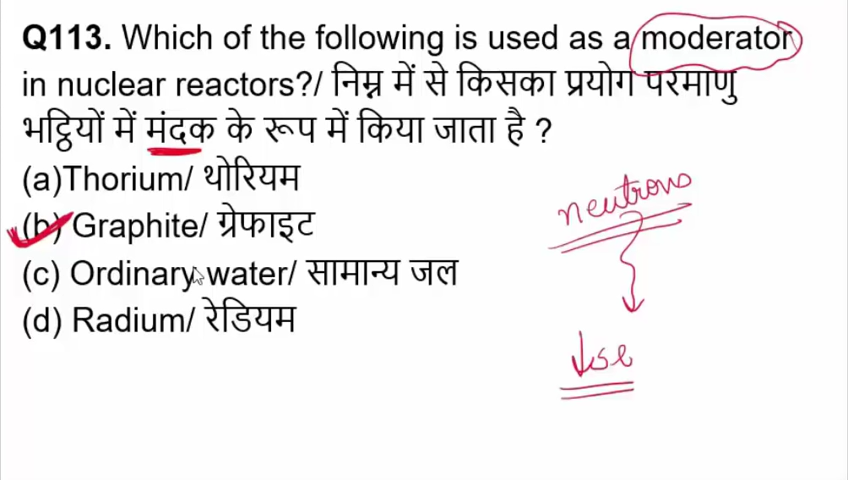 Q113. Which of the following is used as a moderator
in nuclear reactors?/ निम्न में से किसका प्रयोग परमाणु
भट्ठियों में मंदक के रूप में किया जाता है ?
(a)Thorium/ थोरियम
(b) Graphite/ ग्रेफाइट
(c) Ordinary water/ सामान्य जल
(d) Radium/ रेडियम
neutrons
↓se